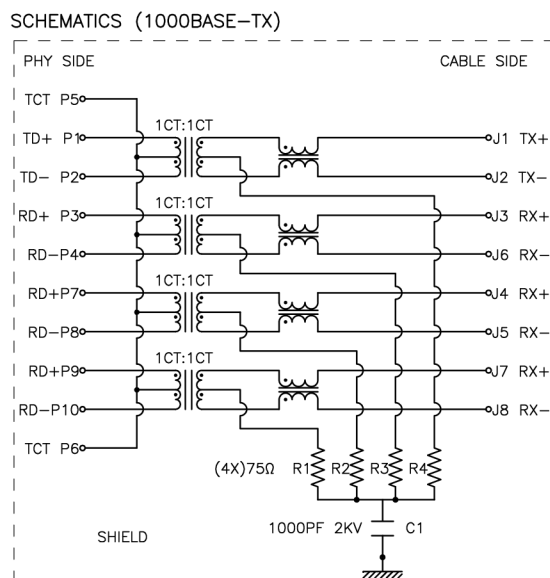 SCHEMATICS (1000BASE-TX)
PHY SIDE CABLE SIDE
TCT P5
1CT:1CT
TD+ P1 J1 TX+
TD- P2 J2 TX-
1CT:1CT
RD+ P3 J3 RX+
RD-P4 J6 RX-
1CT:1CT
RD+P7 J4 RX+
RD-P8 J5 RX-
1CT:1CT
RD+P9 J7 RX+
RD-P10 J8 RX-
TCT P6
(4X)75Ω R1 R2 R3 R4
1000PF 2KV C1
SHIELD